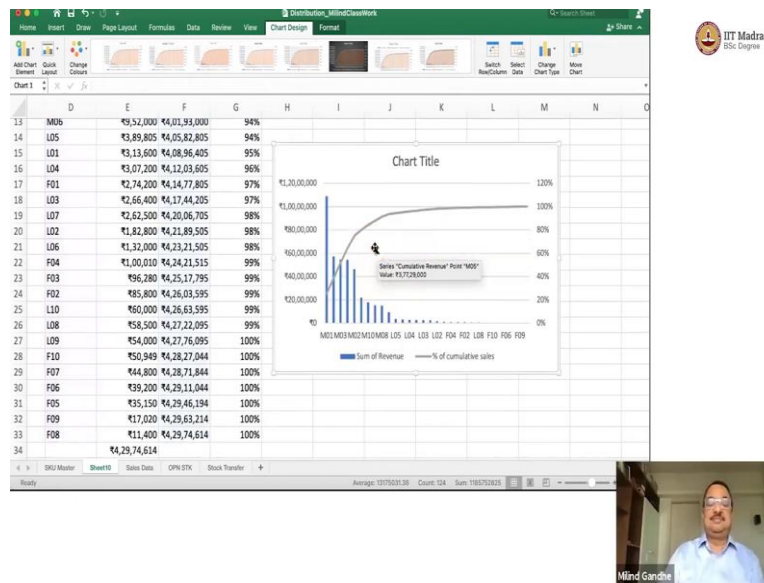 Distribution_MilindClassWork
Search Sheet
Home Insert Draw Page Layout Formulas Data Review View Chart Design Format Share
Add Chart Element
Quick Layout
Change Colours
Switch Row/Column
Select Data
Change Chart Type
Move Chart
IIT Madra
BSc Degree
Chart 1
fx
D E F G H I J K L M N O
13 M06 ₹9,52,000 ₹4,01,93,000 94%
14 L05 ₹3,89,805 ₹4,05,82,805 94%
15 L01 ₹3,13,600 ₹4,08,96,405 95%
16 L04 ₹3,07,200 ₹4,12,03,605 96%
17 F01 ₹2,74,200 ₹4,14,77,805 97%
18 L03 ₹2,66,400 ₹4,17,44,205 97%
19 L07 ₹2,62,500 ₹4,20,06,705 98%
20 L02 ₹1,82,800 ₹4,21,89,505 98%
21 L06 ₹1,32,000 ₹4,23,21,505 98%
22 F04 ₹1,00,010 ₹4,24,21,515 99%
23 F03 ₹96,280 ₹4,25,17,795 99%
24 F02 ₹85,800 ₹4,26,03,595 99%
25 L10 ₹60,000 ₹4,26,63,595 99%
26 L08 ₹58,500 ₹4,27,22,095 99%
27 L09 ₹54,000 ₹4,27,76,095 100%
28 F10 ₹50,949 ₹4,28,27,044 100%
29 F07 ₹44,800 ₹4,28,71,844 100%
30 F06 ₹39,200 ₹4,29,11,044 100%
31 F05 ₹35,150 ₹4,29,46,194 100%
32 F09 ₹17,020 ₹4,29,63,214 100%
33 F08 ₹11,400 ₹4,29,74,614 100%
34 ₹4,29,74,614
Chart Title
₹1,20,00,000 120%
₹1,00,00,000 100%
₹80,00,000 80%
₹60,00,000 60%
₹40,00,000 40%
₹20,00,000 20%
₹0 0%
Series "Cumulative Revenue" Point "M05"
Value: ₹3,77,29,000
M01 M03 M02 M10 M08 L05 L04 L03 L02 F04 F02 L08 F10 F06 F09
Sum of Revenue % of cumulative sales
SKU Master Sheet10 Sales Data OPN STK Stock Transfer +
Ready Average: 13175031.36 Count: 124 Sum: 1185752825
Milind Gandhe